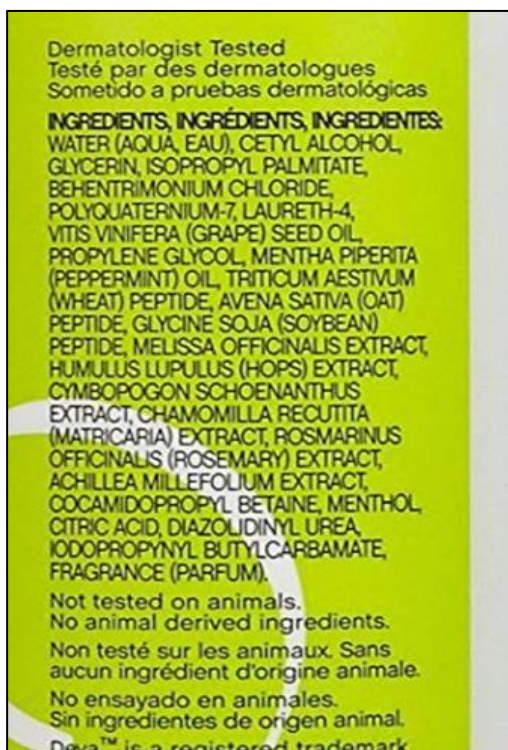 Dermatologist Tested
Testé par des dermatologues
Sometido a pruebas dermatológicas
INGREDIENTS, INGRÉDIENTS, INGREDIENTES:
WATER (AQUA, EAU), CETYL ALCOHOL,
GLYCERIN, ISOPROPYL PALMITATE,
BEHENTRIMONIUM CHLORIDE,
POLYQUATERNIUM-7, LAURETH-4,
VITIS VINIFERA (GRAPE) SEED OIL,
PROPYLENE GLYCOL, MENTHA PIPERITA
(PEPPERMINT) OIL, TRITICUM AESTIVUM
(WHEAT) PEPTIDE, AVENA SATIVA (OAT)
PEPTIDE, GLYCINE SOJA (SOYBEAN)
PEPTIDE, MELISSA OFFICINALIS EXTRACT,
HUMULUS LUPULUS (HOPS) EXTRACT,
CYMBOPOGON SCHOENANTHUS
EXTRACT, CHAMOMILLA RECUTITA
(MATRICARIA) EXTRACT, ROSMARINUS
OFFICINALIS (ROSEMARY) EXTRACT,
ACHILLEA MILLEFOLIUM EXTRACT,
COCAMIDOPROPYL BETAINE, MENTHOL,
CITRIC ACID, DIAZOLIDINYL UREA,
IODOPROPYNYL BUTYLCARBAMATE,
FRAGRANCE (PARFUM).
Not tested on animals.
No animal derived ingredients.
Non testé sur les animaux. Sans
aucun ingrédient d'origine animale.
No ensayado en animales.
Sin ingredientes de origen animal.
Deva™ is a registered trademark